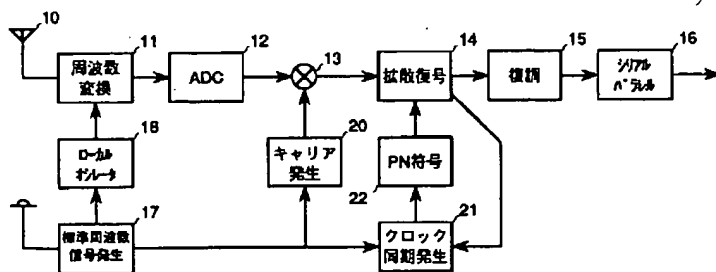 10
11
12
13
14
15
16
周波数
変換
ADC
拡散復号
復調
シリアル
パラレル
18
20
ローカル
オシレータ
キャリア
発生
PN符号
22
17
21
標準周波数
信号発生
クロック
同期発生